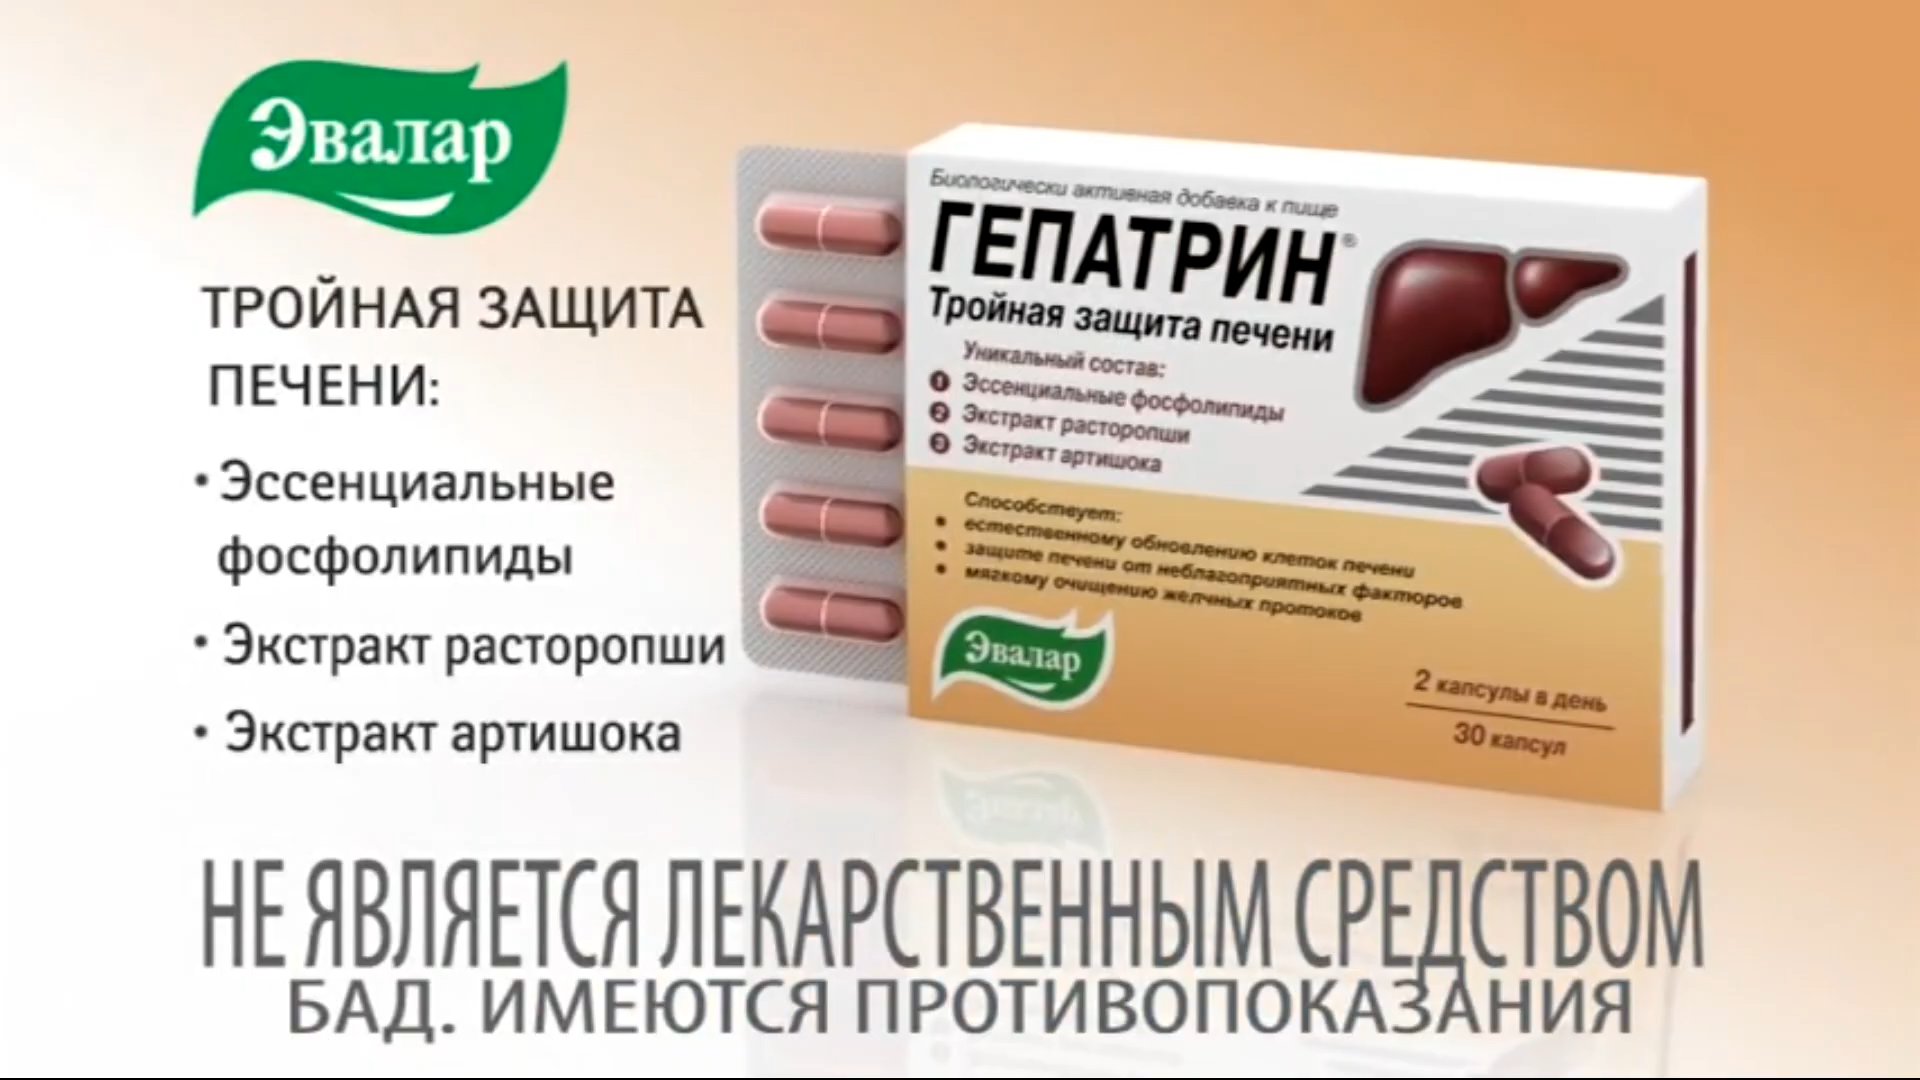 Эвалар
ТРОЙНАЯ ЗАЩИТА
ПЕЧЕНИ:
• Эссенциальные
фосфолипиды
• Экстракт расторопши
• Экстракт артишока
Биологически активная добавка к пище
ГЕПАТРИН®
Тройная защита печени
Уникальный состав:
1 Эссенциальные фосфолипиды
2 Экстракт расторопши
3 Экстракт артишока
Способствует:
• естественному обновлению клеток печени
• защите печени от неблагоприятных факторов
• мягкому очищению желчных протоков
Эвалар
2 капсулы в день
30 капсул
НЕ ЯВЛЯЕТСЯ ЛЕКАРСТВЕННЫМ СРЕДСТВОМ
БАД. ИМЕЮТСЯ ПРОТИВОПОКАЗАНИЯ